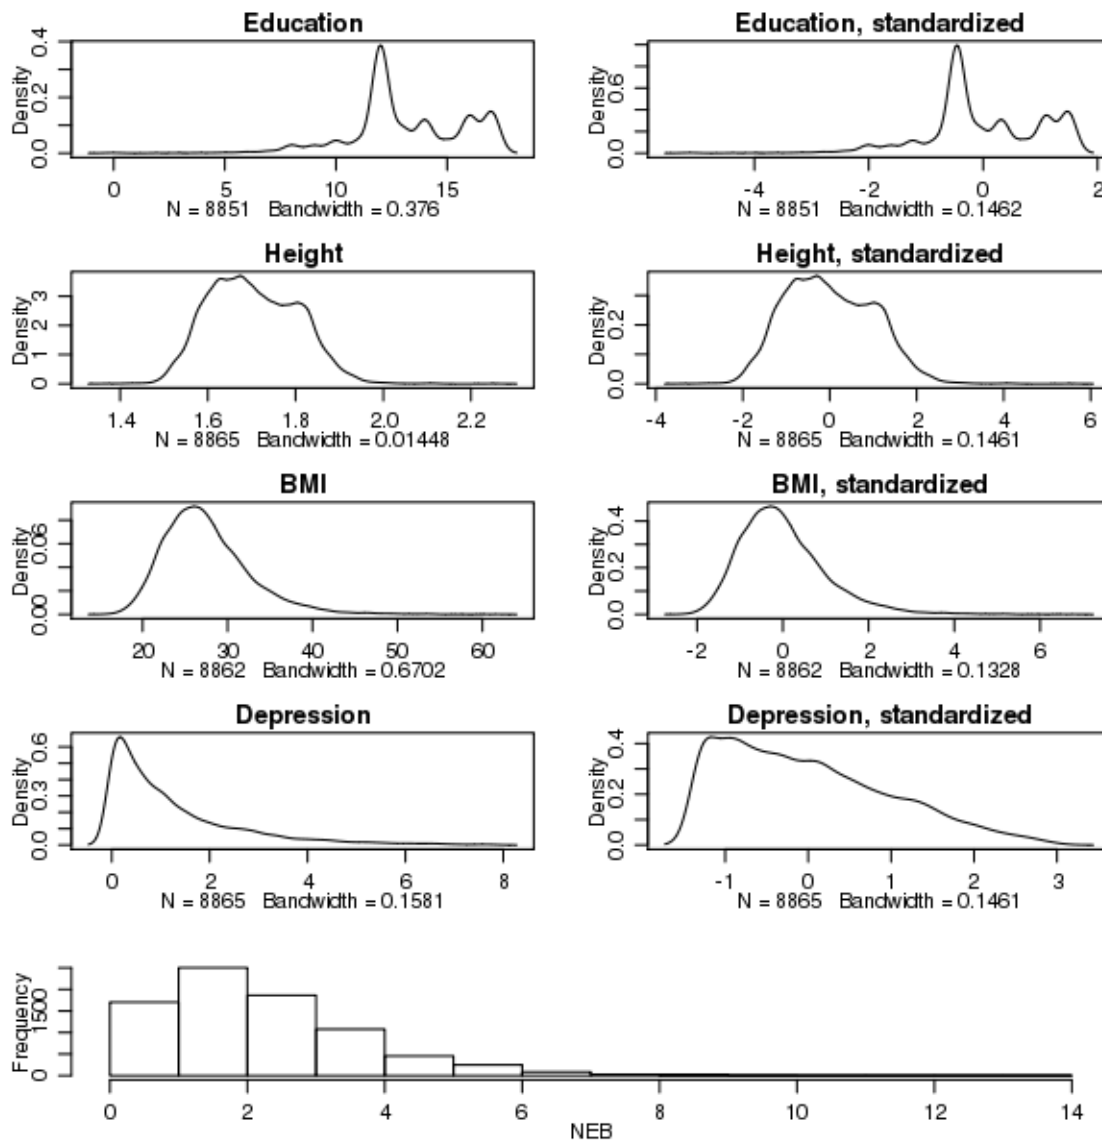 Education
Education, standardized
Density
0.0 0.2 0.4
0 5 10 15
N = 8851 Bandwidth = 0.376
Density
0.0 0.6
-4 -2 0 2
N = 8851 Bandwidth = 0.1462
Height
Height, standardized
Density
0 1 2 3
1.4 1.6 1.8 2.0 2.2
N = 8865 Bandwidth = 0.01448
Density
0.0 0.2
-4 -2 0 2 4 6
N = 8865 Bandwidth = 0.1461
BMI
BMI, standardized
Density
0.00 0.06
20 30 40 50 60
N = 8862 Bandwidth = 0.6702
Density
0.0 0.2 0.4
-2 0 2 4 6
N = 8862 Bandwidth = 0.1328
Depression
Depression, standardized
Density
0.0 0.3 0.6
0 2 4 6 8
N = 8865 Bandwidth = 0.1581
Density
0.0 0.2 0.4
-1 0 1 2 3
N = 8865 Bandwidth = 0.1461
Frequency
0 1500
0 2 4 6 8 10 12 14
NEB